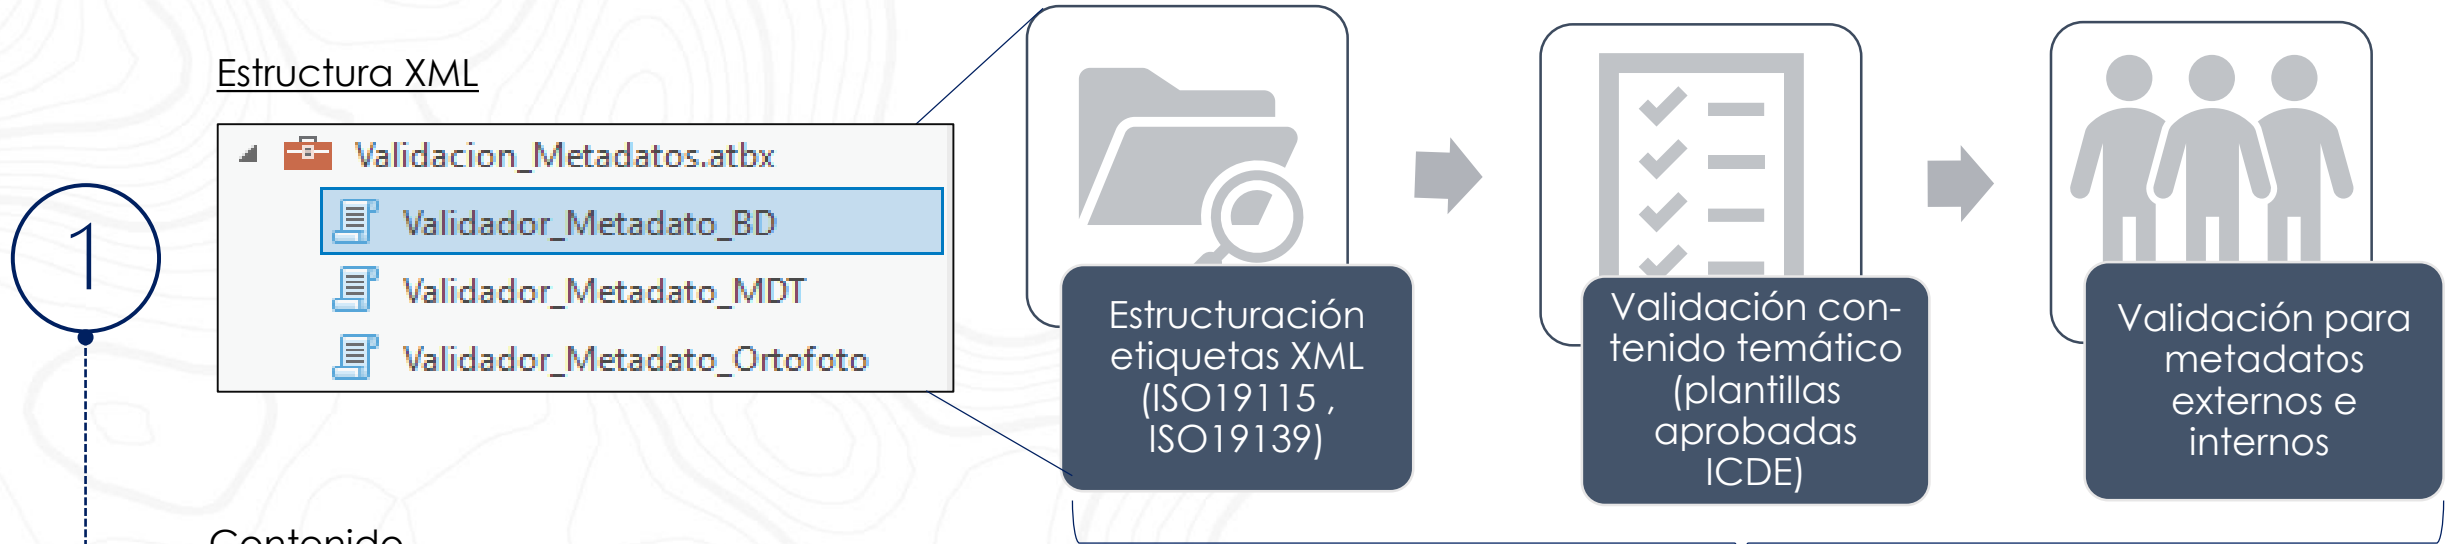 Estructura XML
1
Validacion_Metadatos.atbx
Validador_Metadato_BD
Validador_Metadato_MDT
Validador_Metadato_Ortofoto
Estructuración
etiquetas XML
(ISO19115 ,
ISO19139)
Validación con-
tenido temático
(plantillas
aprobadas
ICDE)
Validación para
metadatos
externos e
internos
Contenido